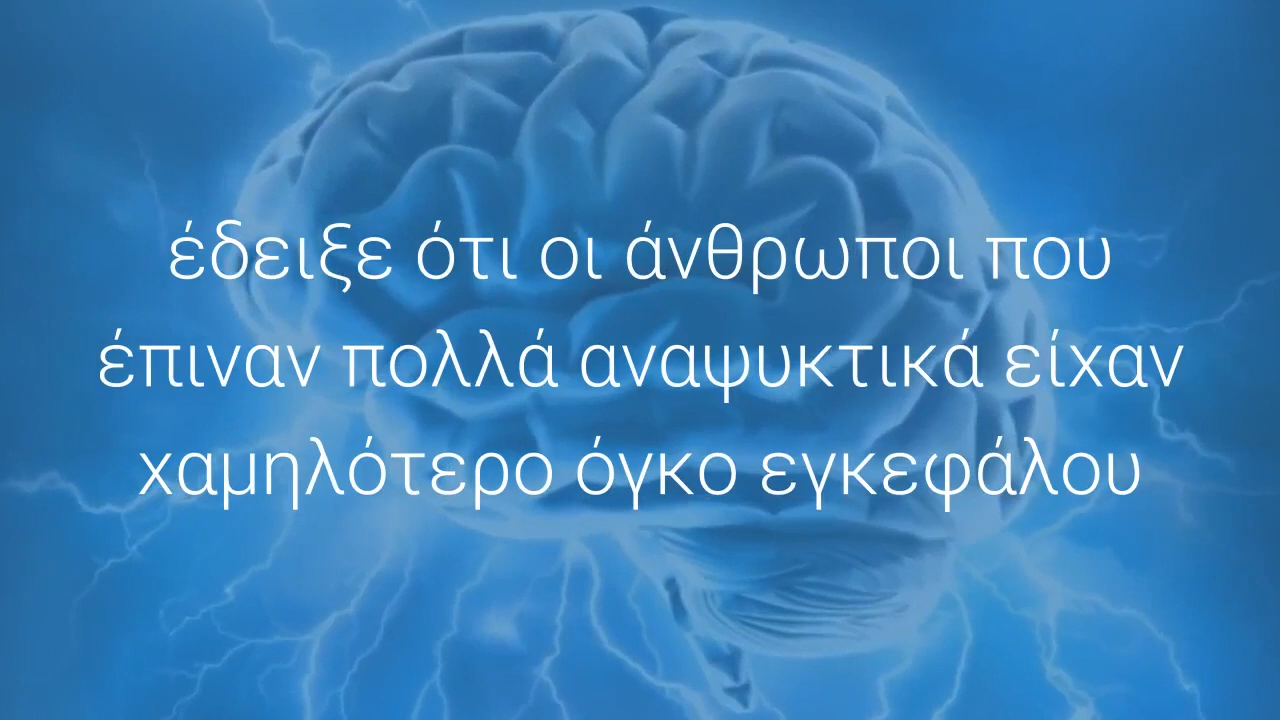 έδειξε ότι οι άνθρωποι που
έπιναν πολλά αναψυκτικά είχαν
χαμηλότερο όγκο εγκεφάλου